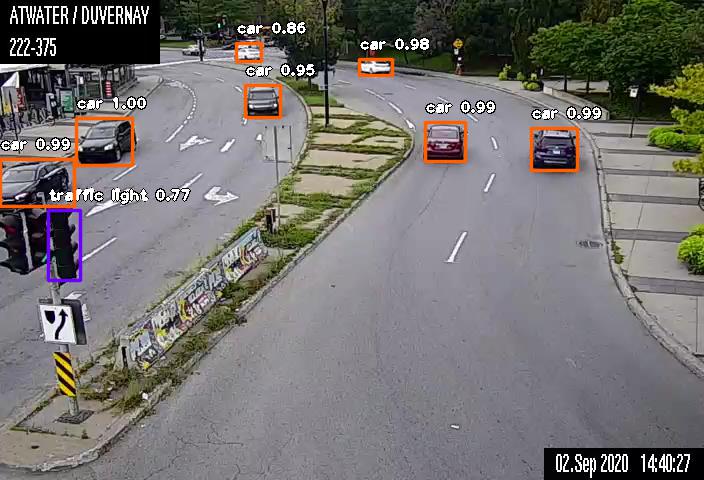 ATWATER / DUVERNAY
222-375
car 0.86
car 0.98
car 0.95
car 1.00
car 0.99
car 0.99
car 0.99
traffic light 0.77
02.Sep 2020 14:40:27